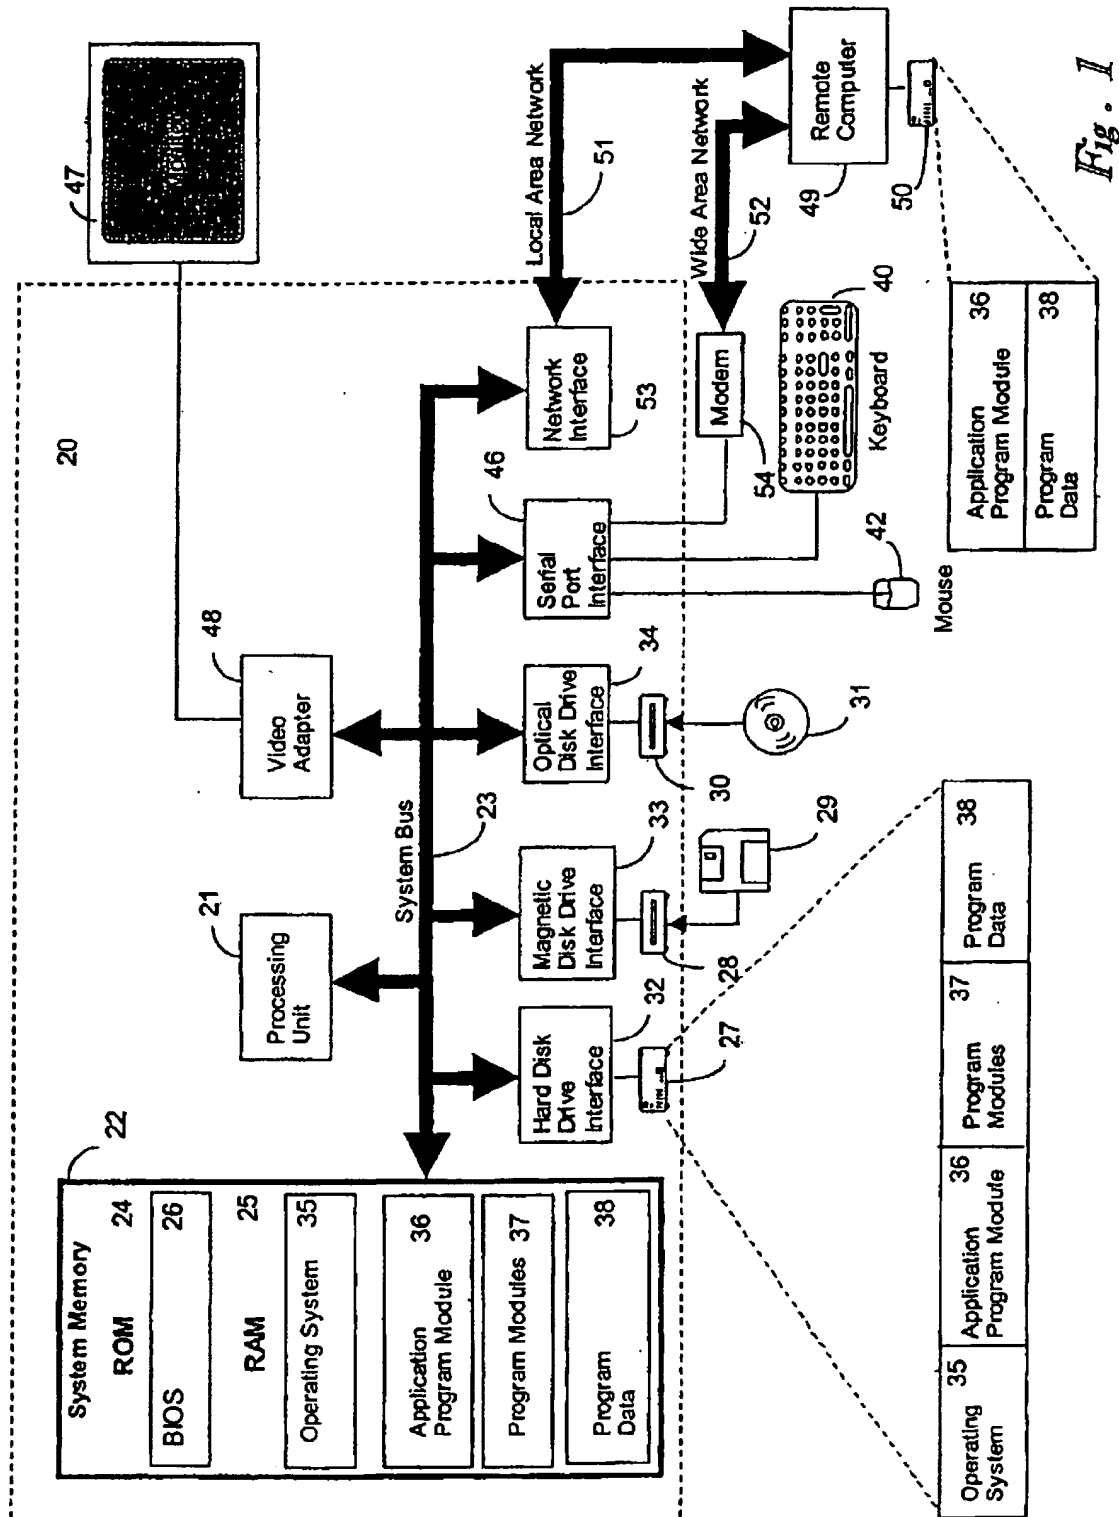 47
Monitor
20
System Memory
22
ROM
24
BIOS
26
RAM
25
Operating System
35
Application
Program Module
36
Program Modules
37
Program
Data
38
Processing
Unit
21
Video
Adapter
48
System Bus
23
Hard Disk
Drive
Interface
32
Magnetic
Disk Drive
Interface
33
Optical
Disk Drive
Interface
34
Serial
Port
Interface
46
Network
Interface
53
Local Area Network
51
Wide Area Network
52
Modem
54
Remote
Computer
49
50
27
28
29
30
31
Mouse
42
Keyboard
40
Operating
System
35
Application
Program Module
36
Program
Modules
37
Program
Data
38
Application
Program Module
36
Program
Data
38
Fig. 1